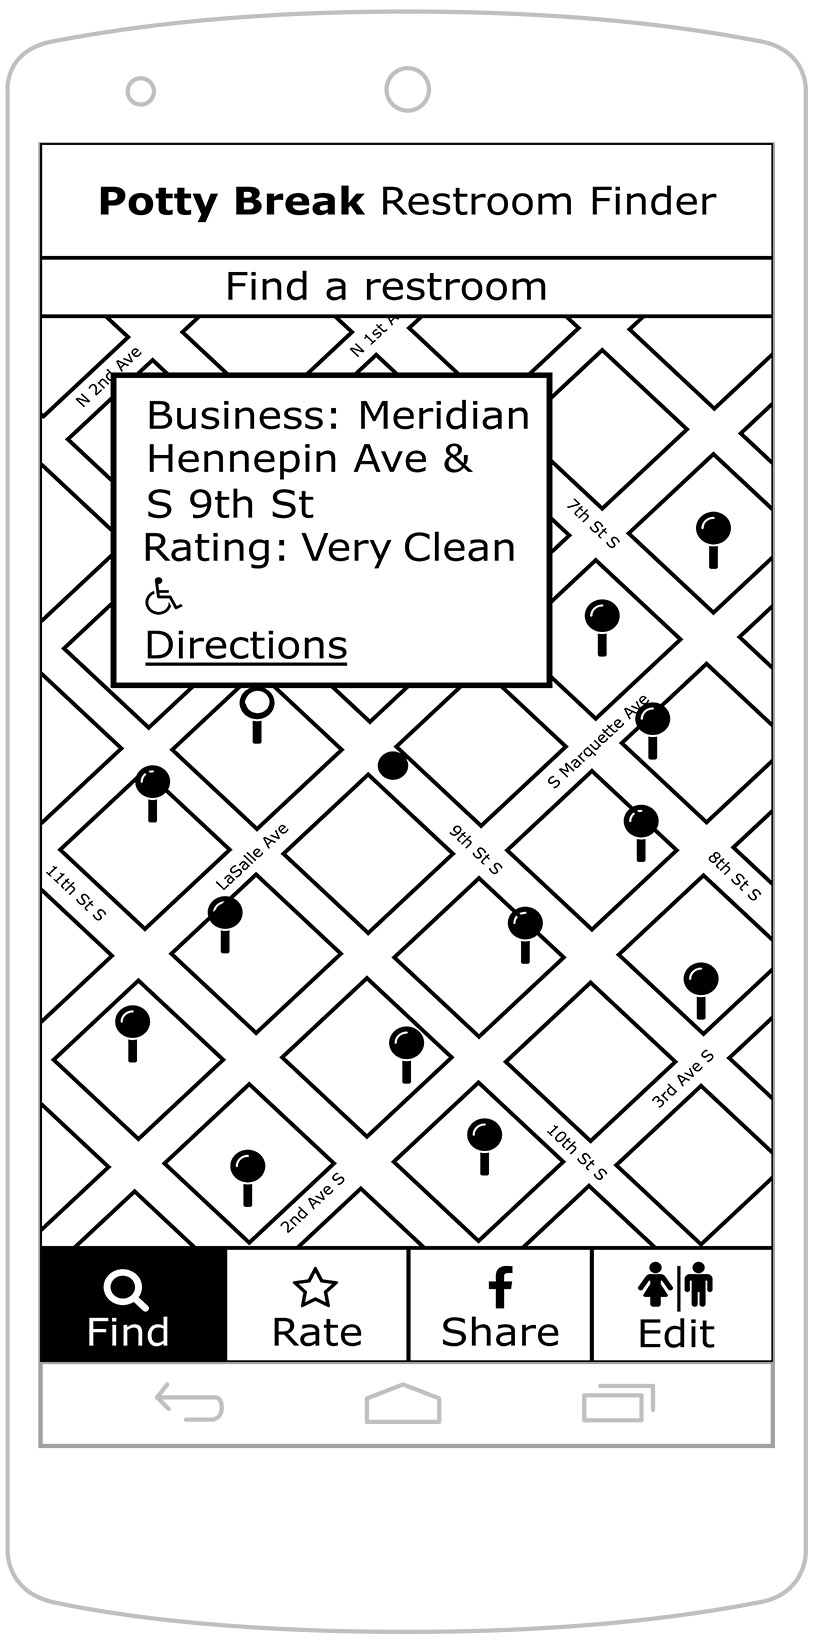 Potty Break Restroom Finder
Find a restroom
N 2nd Ave
N 1st
Business: Meridian
Hennepin Ave &
S 9th St
Rating: Very Clean
Directions
7th St S
S Marquette Ave
LaSalle Ave
9th St S
8th St S
11th St S
3rd Ave S
10th St S
2nd Ave S
Find
Rate
Share
Edit